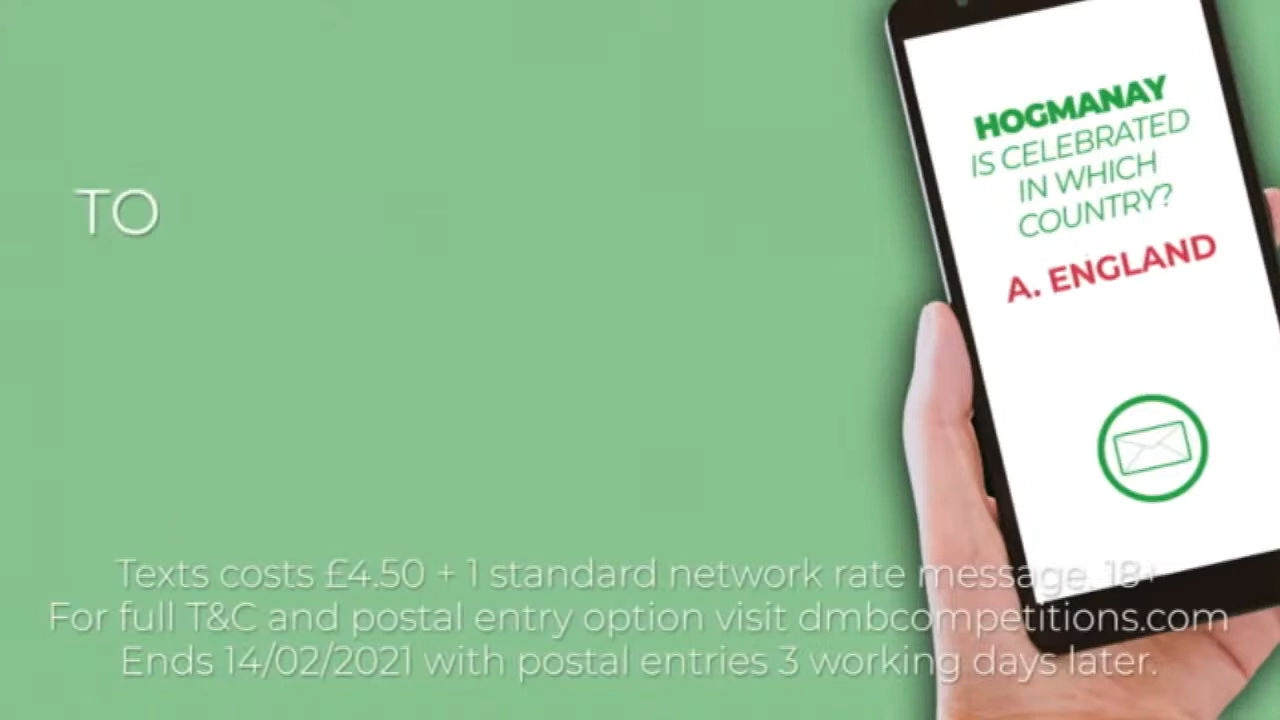 TO
HOGMANAY
IS CELEBRATED
IN WHICH
COUNTRY?
A. ENGLAND
Texts costs £4.50 + 1 standard network rate message. 18+
For full T&C and postal entry option visit dmbcompetitions.com
Ends 14/02/2021 with postal entries 3 working days later.